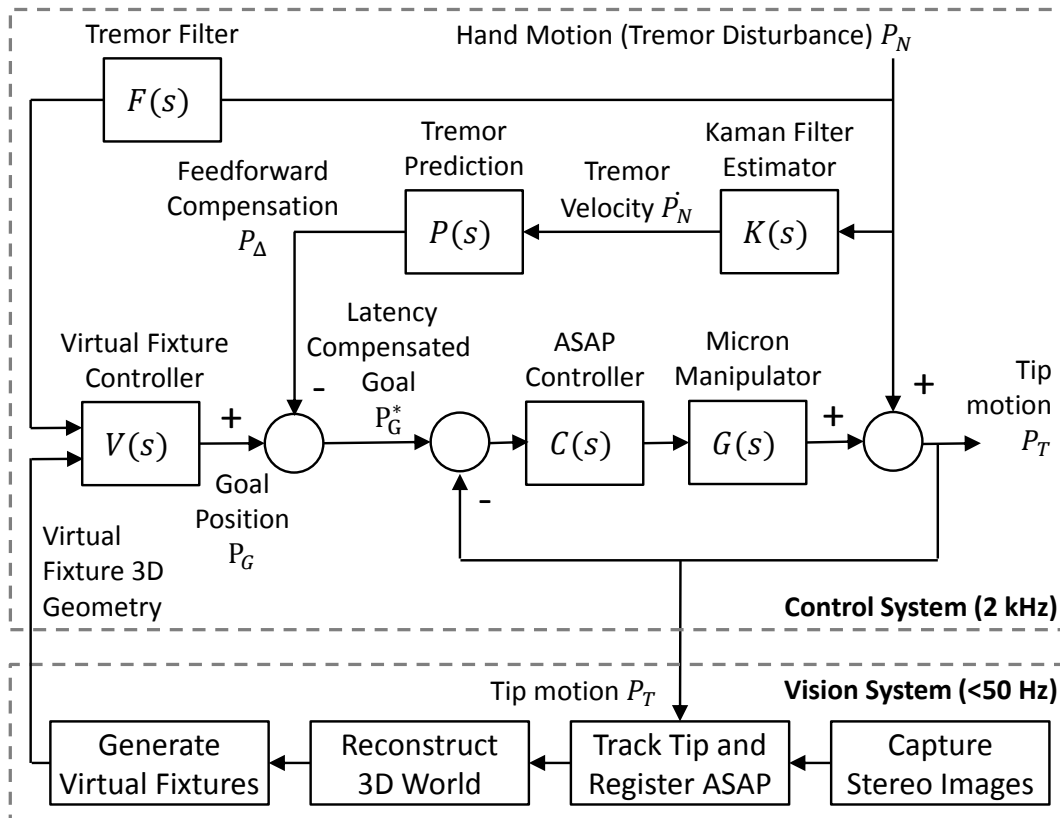 Tremor Filter
Hand Motion (Tremor Disturbance) P_N
F(s)
Tremor
Prediction
Kaman Filter
Estimator
Feedforward
Compensation
P_Δ
Tremor
Velocity Ṗ_N
P(s)
K(s)
Latency
Compensated
Goal
P_G^*
Virtual Fixture
Controller
ASAP
Controller
Micron
Manipulator
+
Tip
motion
P_T
-
+
+
V(s)
C(s)
G(s)
-
Goal
Position
P_G
Virtual
Fixture 3D
Geometry
Control System (2 kHz)
Tip motion P_T
Vision System (<50 Hz)
Generate
Virtual Fixtures
Reconstruct
3D World
Track Tip and
Register ASAP
Capture
Stereo Images